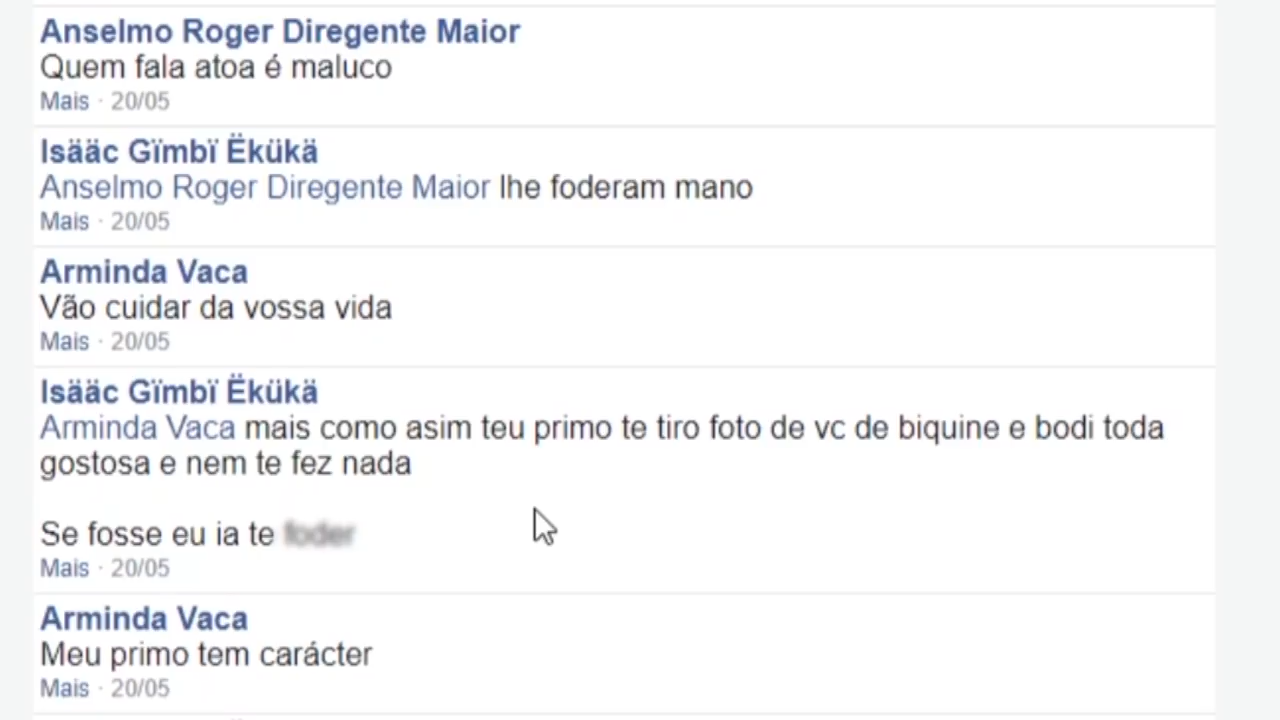 Anselmo Roger Diregente Maior
Quem fala atoa é maluco
Mais · 20/05
Isääc Gïmbï Ëkükä
Anselmo Roger Diregente Maior lhe foderam mano
Mais · 20/05
Arminda Vaca
Vão cuidar da vossa vida
Mais · 20/05
Isääc Gïmbï Ëkükä
Arminda Vaca mais como asim teu primo te tiro foto de vc de biquine e bodi toda
gostosa e nem te fez nada
Se fosse eu ia te foder
Mais · 20/05
Arminda Vaca
Meu primo tem carácter
Mais · 20/05